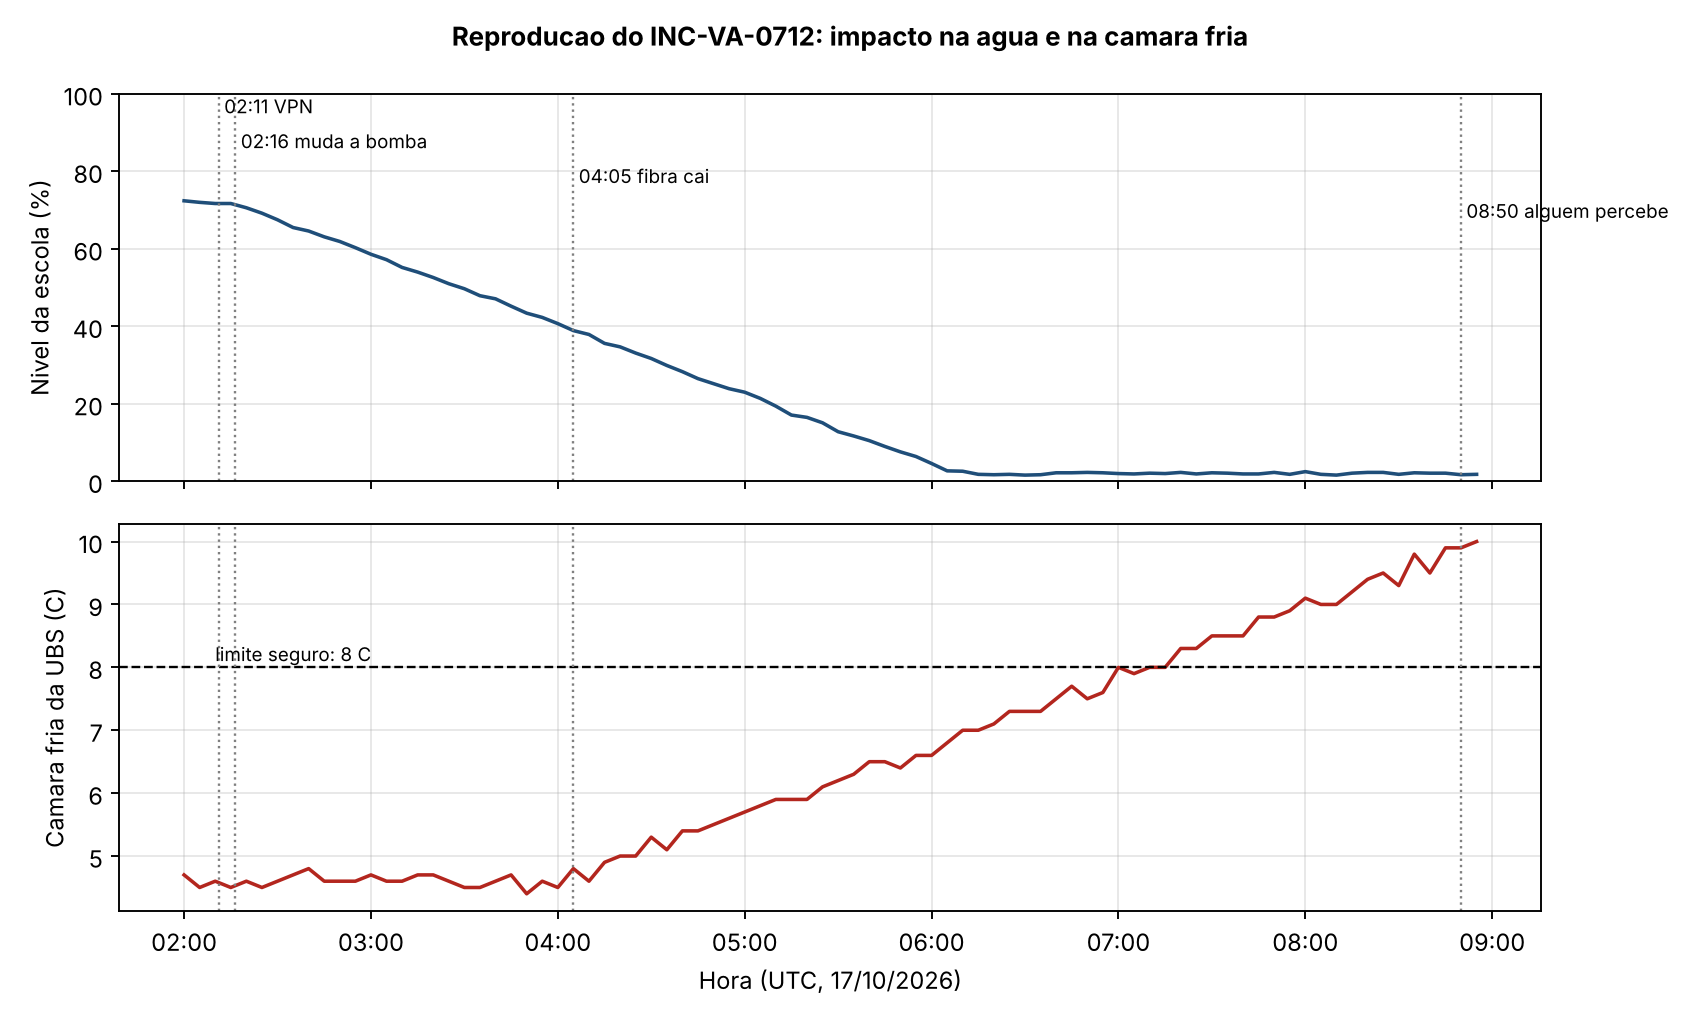 Reproducao do INC-VA-0712: impacto na agua e na camara fria
Nivel da escola (%)
100
80
60
40
20
0
02:11 VPN
02:16 muda a bomba
04:05 fibra cai
08:50 alguem percebe
Camara fria da UBS (C)
10
9
8
7
6
5
limite seguro: 8 C
02:00 03:00 04:00 05:00 06:00 07:00 08:00 09:00
Hora (UTC, 17/10/2026)